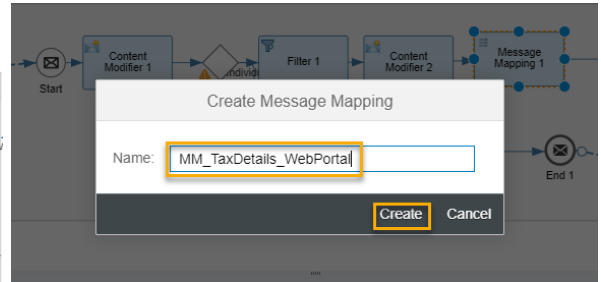 Content
Modifier 1
Filter 1
Content
Modifier 2
Message
Mapping 1
Start
Create Message Mapping
Name:
MM_TaxDetails_WebPortal
End 1
Create
Cancel